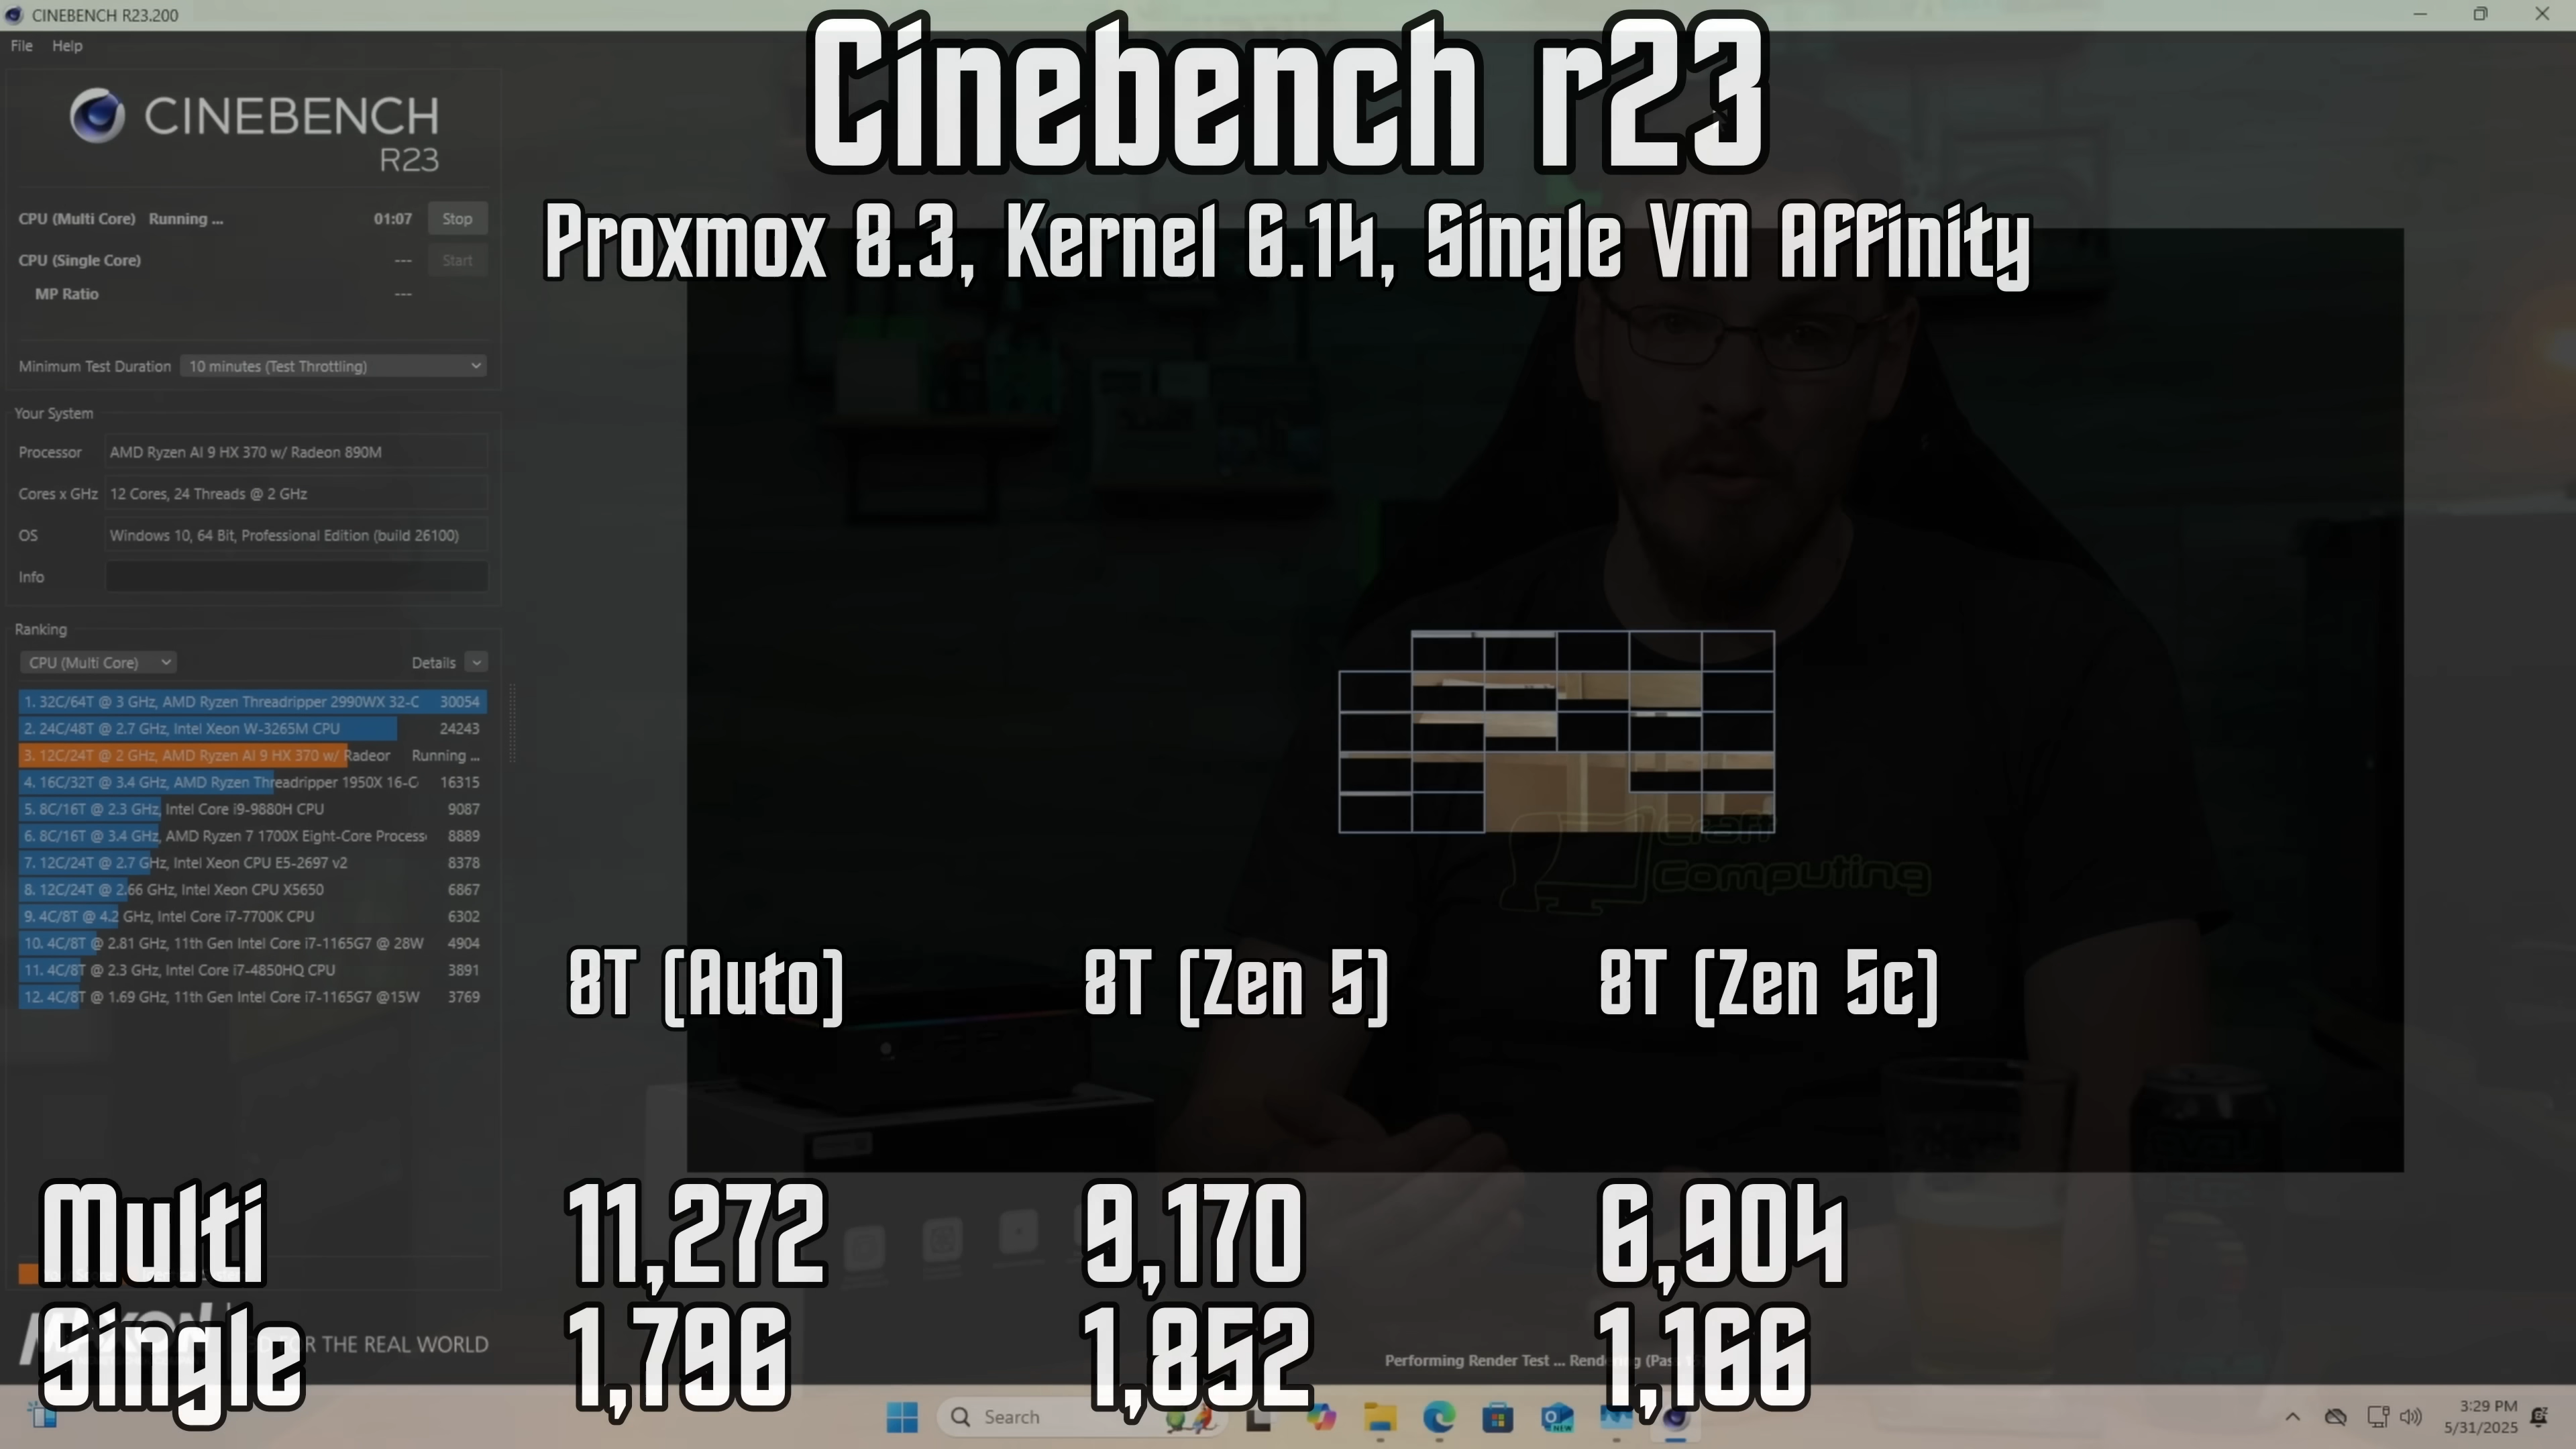 CINEBENCH R23.200
File Help
Cinebench r23
Proxmox 8.3, Kernel 6.14, Single VM Affinity
CINEBENCH
R23
CPU (Multi Core) Running ... 01:07 Stop
CPU (Single Core) --- Start
MP Ratio ---
Minimum Test Duration 10 minutes (Test Throttling)
Your System
Processor AMD Ryzen AI 9 HX 370 w/ Radeon 890M
Cores x GHz 12 Cores, 24 Threads @ 2 GHz
OS Windows 10, 64 Bit, Professional Edition (build 26100)
Info
Ranking
CPU (Multi Core) Details
1. 32C/64T @ 3 GHz, AMD Ryzen Threadripper 2990WX 32-C 30054
2. 24C/48T @ 2.7 GHz, Intel Xeon W-3265M CPU 24243
3. 12C/24T @ 2 GHz, AMD Ryzen AI 9 HX 370 w/ Radeor Running ...
4. 16C/32T @ 3.4 GHz, AMD Ryzen Threadripper 1950X 16-C 16315
5. 8C/16T @ 2.3 GHz, Intel Core i9-9880H CPU 9087
6. 8C/16T @ 3.4 GHz, AMD Ryzen 7 1700X Eight-Core Process 8889
7. 12C/24T @ 2.7 GHz, Intel Xeon CPU E5-2697 v2 8378
8. 12C/24T @ 2.66 GHz, Intel Xeon CPU X5650 6867
9. 4C/8T @ 4.2 GHz, Intel Core i7-7700K CPU 6302
10. 4C/8T @ 2.81 GHz, 11th Gen Intel Core i7-1165G7 @ 28W 4904
11. 4C/8T @ 2.3 GHz, Intel Core i7-4850HQ CPU 3891
12. 4C/8T @ 1.69 GHz, 11th Gen Intel Core i7-1165G7 @15W 3769
Craft
Computing
8T (Auto) 8T (Zen 5) 8T (Zen 5c)
Multi 11,272 9,170 6,904
Single 1,796 1,852 1,166
THE REAL WORLD
Performing Render Test ...
Search
3:29 PM
5/31/2025